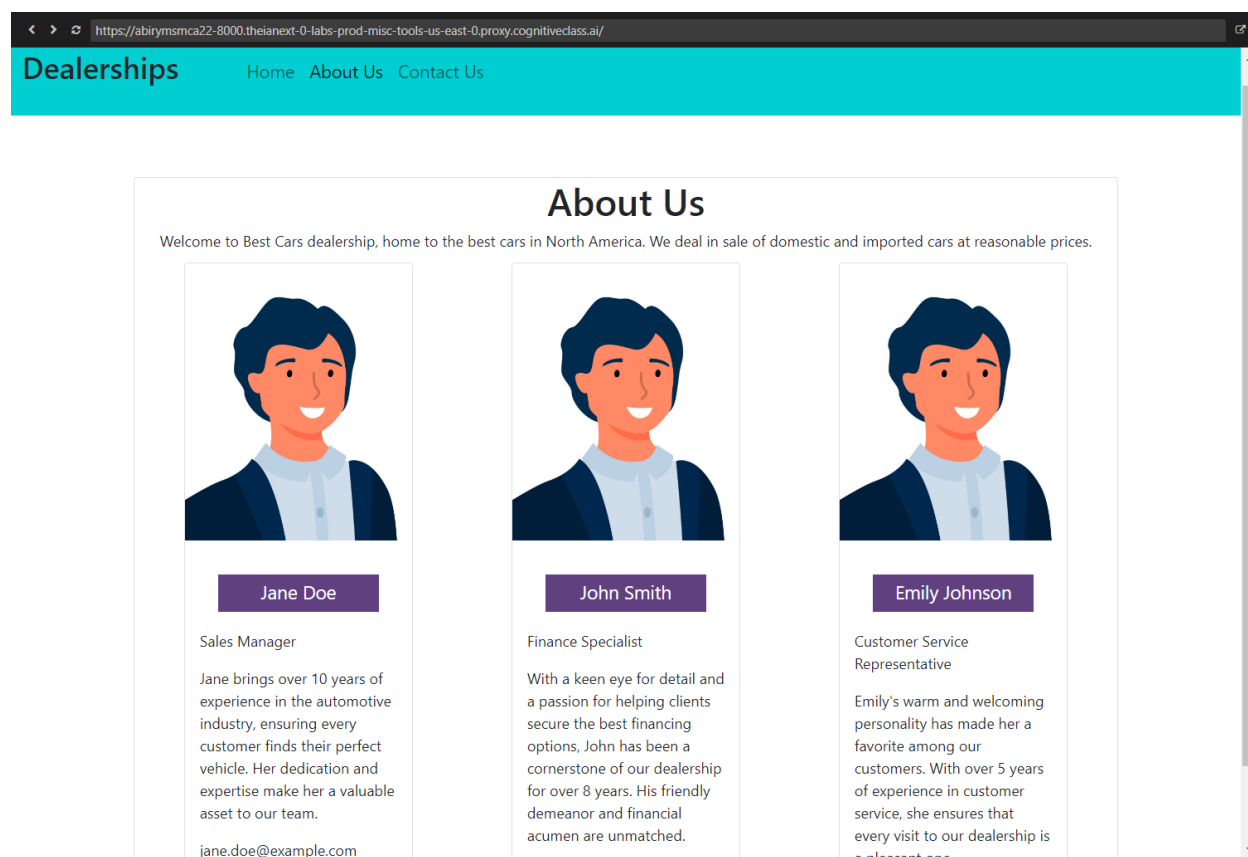 https://abirymsmca22-8000.theianext-0-labs-prod-misc-tools-us-east-0.proxy.cognitiveclass.ai/
Dealerships
Home About Us Contact Us
About Us
Welcome to Best Cars dealership, home to the best cars in North America. We deal in sale of domestic and imported cars at reasonable prices.
Jane Doe
Sales Manager
Jane brings over 10 years of
experience in the automotive
industry, ensuring every
customer finds their perfect
vehicle. Her dedication and
expertise make her a valuable
asset to our team.
jane.doe@example.com
John Smith
Finance Specialist
With a keen eye for detail and
a passion for helping clients
secure the best financing
options, John has been a
cornerstone of our dealership
for over 8 years. His friendly
demeanor and financial
acumen are unmatched.
Emily Johnson
Customer Service
Representative
Emily's warm and welcoming
personality has made her a
favorite among our
customers. With over 5 years
of experience in customer
service, she ensures that
every visit to our dealership is
a pleasant one